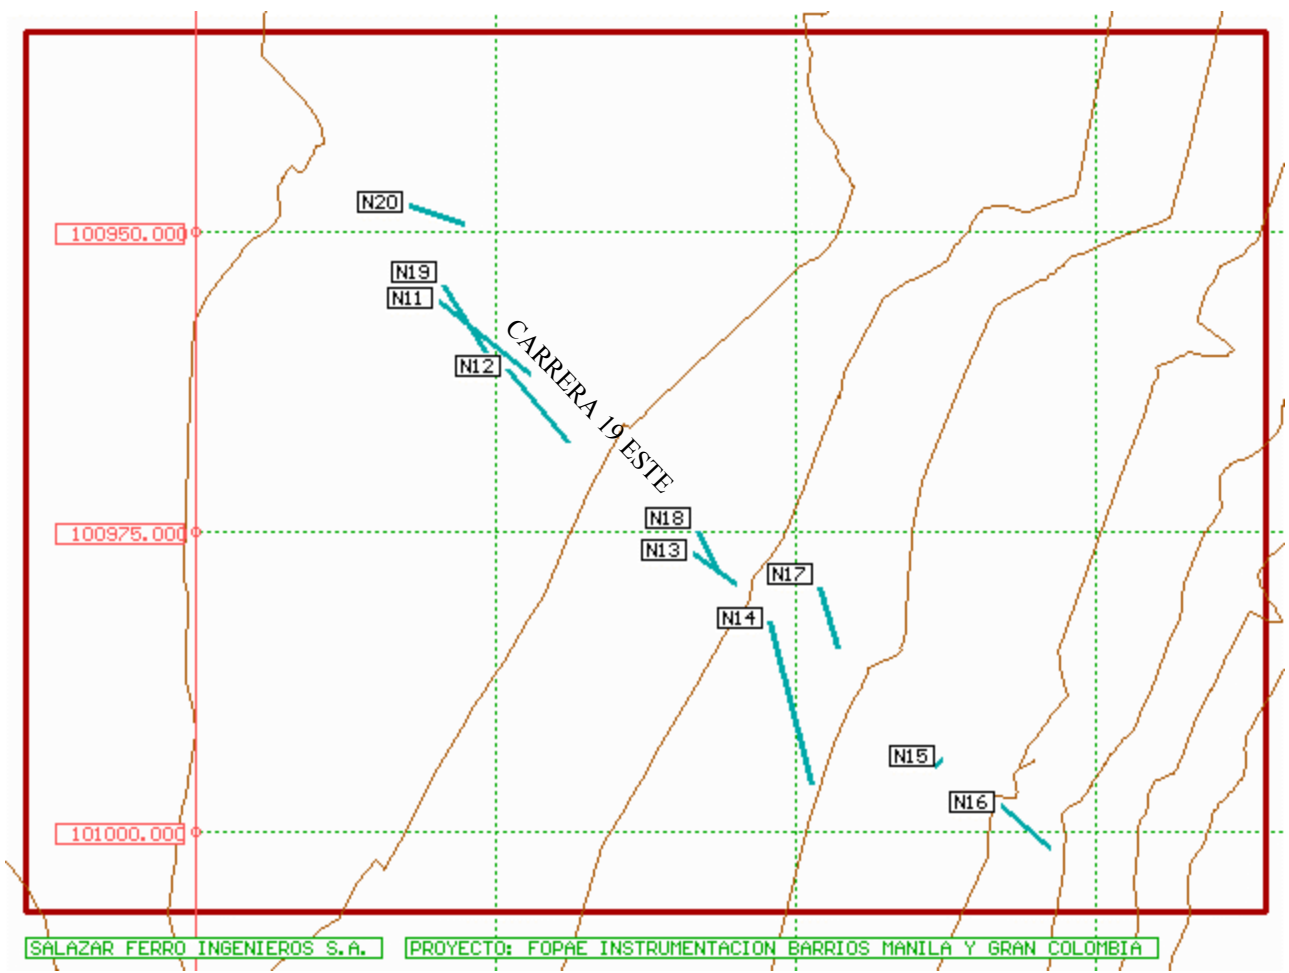 N20
100950.000
N19
N11
CARRERA 19 ESTE
N12
N18
100975.000
N13
N17
N14
N15
N16
101000.000
SALAZAR FERRO INGENIEROS S.A.
PROYECTO: FOPAE INSTRUMENTACION BARRIOS MANILA Y GRAN COLOMBIA